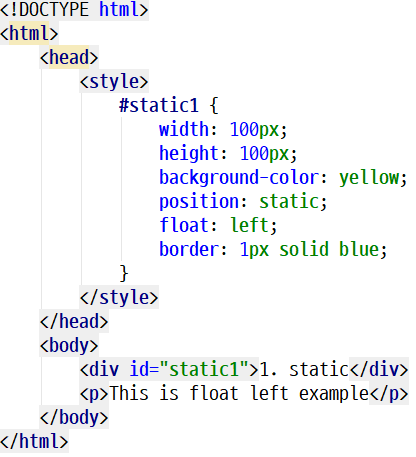 <!DOCTYPE html>
<html>
    <head>
        <style>
            #static1 {
                width: 100px;
                height: 100px;
                background-color: yellow;
                position: static;
                float: left;
                border: 1px solid blue;
            }
        </style>
    </head>
    <body>
        <div id="static1">1. static</div>
        <p>This is float left example</p>
    </body>
</html>